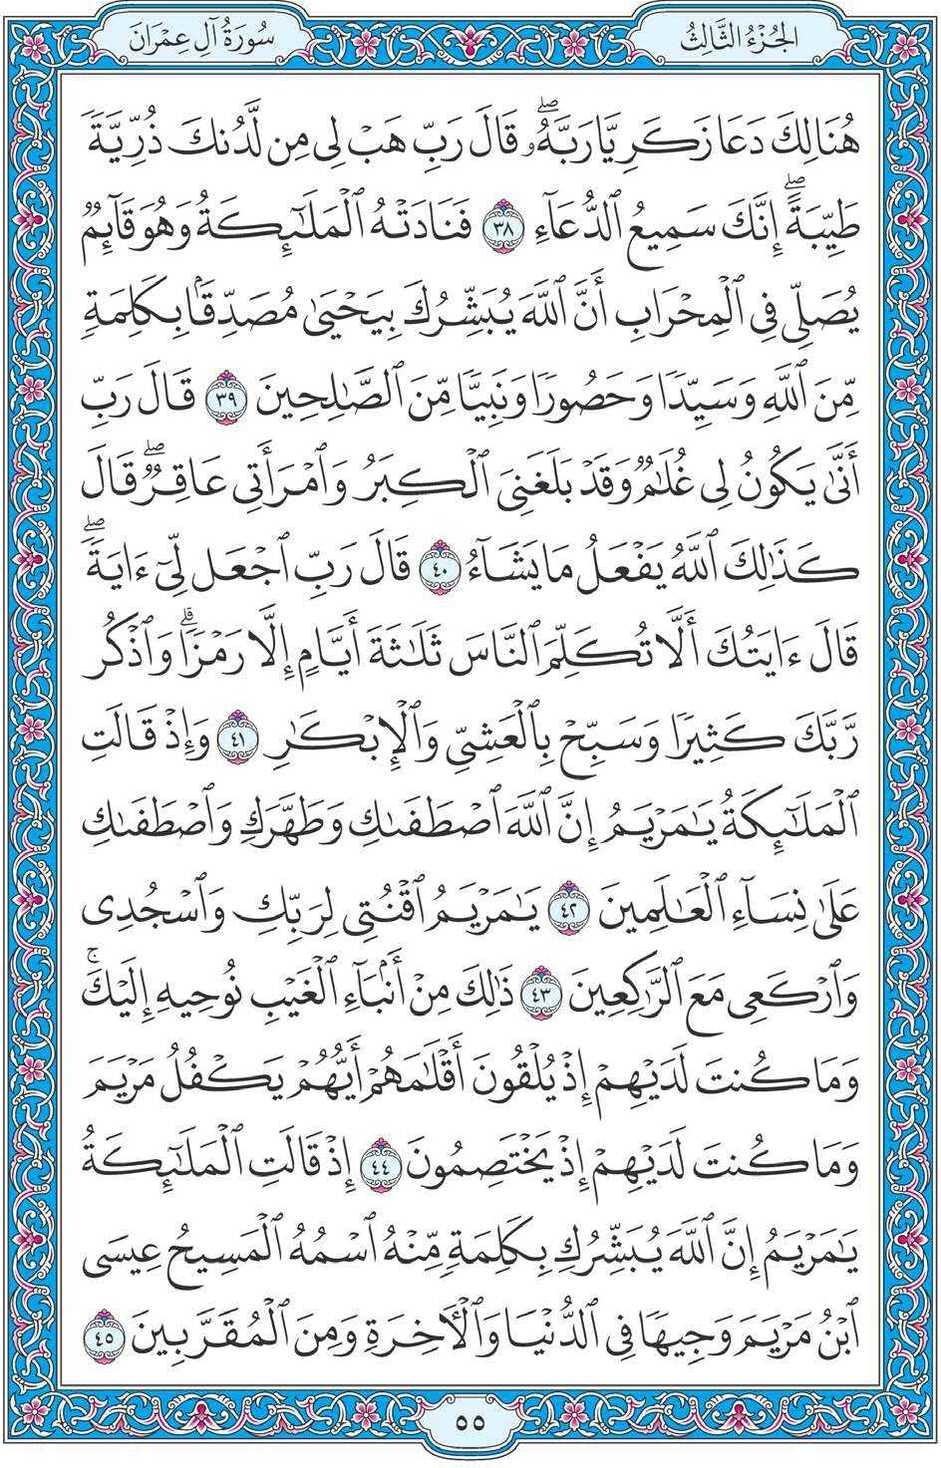 الجُزْءُ الثَّالِثُ
سُورَةُ آلِ عِمْرَانَ
هُنَالِكَ دَعَا زَكَرِيَّا رَبَّهُۥۖ قَالَ رَبِّ هَبْ لِي مِن لَّدُنكَ ذُرِّيَّةٗ
طَيِّبَةًۖ إِنَّكَ سَمِيعُ ٱلدُّعَآءِ ٣٨ فَنَادَتْهُ ٱلْمَلَٰٓئِكَةُ وَهُوَ قَآئِمٞ
يُصَلِّي فِي ٱلْمِحْرَابِ أَنَّ ٱللَّهَ يُبَشِّرُكَ بِيَحْيَىٰ مُصَدِّقَۢا بِكَلِمَةٖ
مِّنَ ٱللَّهِ وَسَيِّدٗا وَحَصُورٗا وَنَبِيّٗا مِّنَ ٱلصَّٰلِحِينَ ٣٩ قَالَ رَبِّ
أَنَّىٰ يَكُونُ لِي غُلَٰمٞ وَقَدْ بَلَغَنِيَ ٱلْكِبَرُ وَٱمْرَأَتِي عَاقِرٞۖ قَالَ
كَذَٰلِكَ ٱللَّهُ يَفْعَلُ مَا يَشَآءُ ٤٠ قَالَ رَبِّ ٱجْعَل لِّيٓ ءَايَةٗۖ
قَالَ ءَايَتُكَ أَلَّا تُكَلِّمَ ٱلنَّاسَ ثَلَٰثَةَ أَيَّامٍ إِلَّا رَمْزٗاۗ وَٱذْكُر
رَّبَّكَ كَثِيرٗا وَسَبِّحْ بِٱلْعَشِيِّ وَٱلْإِبْكَٰرِ ٤١ وَإِذْ قَالَتِ
ٱلْمَلَٰٓئِكَةُ يَٰمَرْيَمُ إِنَّ ٱللَّهَ ٱصْطَفَىٰكِ وَطَهَّرَكِ وَٱصْطَفَىٰكِ
عَلَىٰ نِسَآءِ ٱلْعَٰلَمِينَ ٤٢ يَٰمَرْيَمُ ٱقْنُتِي لِرَبِّكِ وَٱسْجُدِي
وَٱرْكَعِي مَعَ ٱلرَّٰكِعِينَ ٤٣ ذَٰلِكَ مِنْ أَنۢبَآءِ ٱلْغَيْبِ نُوحِيهِ إِلَيْكَۚ
وَمَا كُنتَ لَدَيْهِمْ إِذْ يُلْقُونَ أَقْلَٰمَهُمْ أَيُّهُمْ يَكْفُلُ مَرْيَمَ
وَمَا كُنتَ لَدَيْهِمْ إِذْ يَخْتَصِمُونَ ٤٤ إِذْ قَالَتِ ٱلْمَلَٰٓئِكَةُ
يَٰمَرْيَمُ إِنَّ ٱللَّهَ يُبَشِّرُكِ بِكَلِمَةٖ مِّنْهُ ٱسْمُهُ ٱلْمَسِيحُ عِيسَى
ٱبْنُ مَرْيَمَ وَجِيهٗا فِي ٱلدُّنْيَا وَٱلْأٓخِرَةِ وَمِنَ ٱلْمُقَرَّبِينَ ٤٥
٥٥